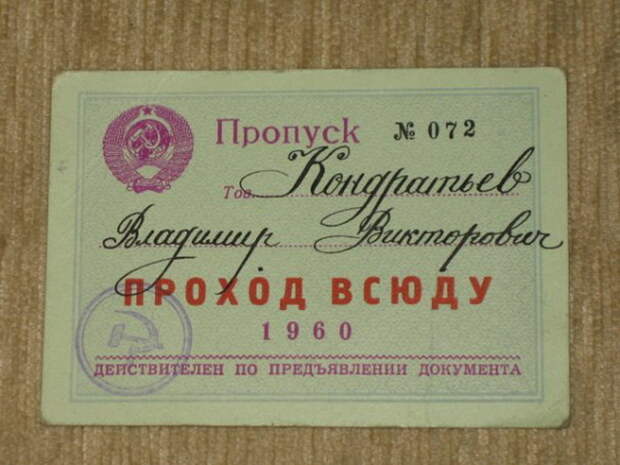 Пропуск № 072
Тов. Кондратьев
Владимир Викторович
ПРОХОД ВСЮДУ
1960
ДЕЙСТВИТЕЛЕН ПО ПРЕДЪЯВЛЕНИИ ДОКУМЕНТА